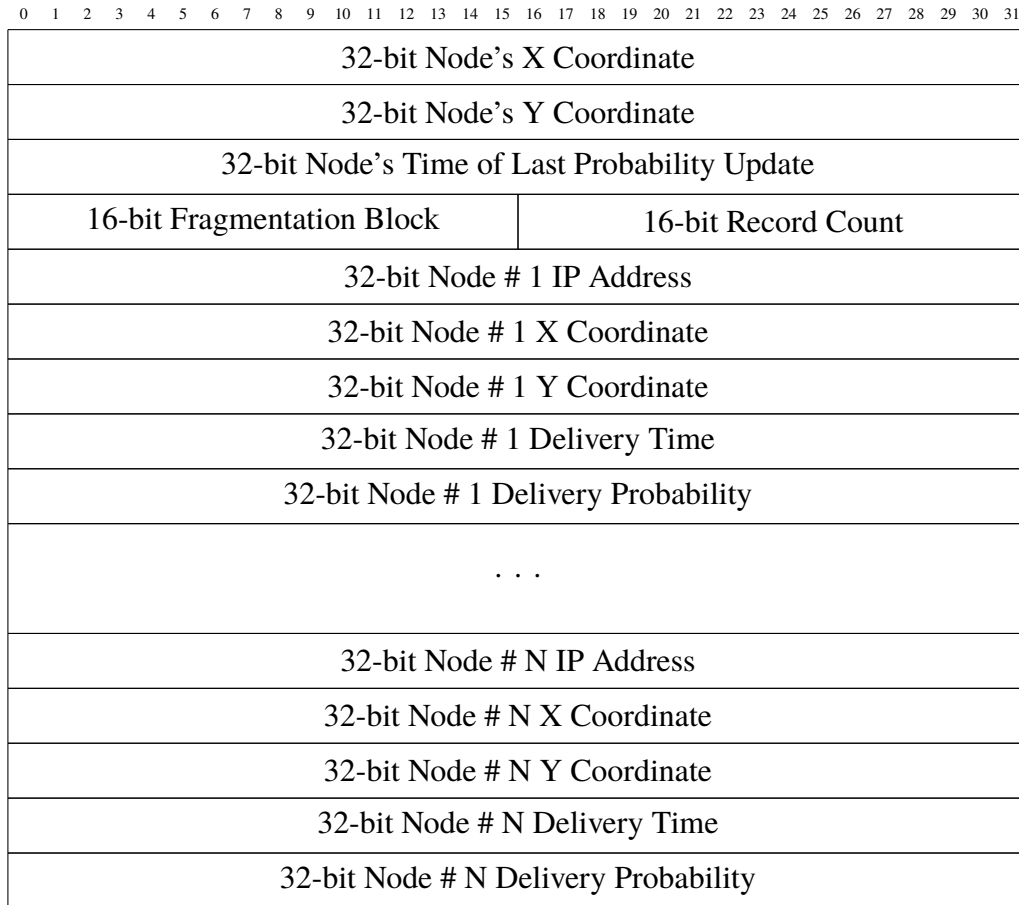 0 1 2 3 4 5 6 7 8 9 10 11 12 13 14 15 16 17 18 19 20 21 22 23 24 25 26 27 28 29 30 31
32-bit Node's X Coordinate
32-bit Node's Y Coordinate
32-bit Node's Time of Last Probability Update
16-bit Fragmentation Block 16-bit Record Count
32-bit Node # 1 IP Address
32-bit Node # 1 X Coordinate
32-bit Node # 1 Y Coordinate
32-bit Node # 1 Delivery Time
32-bit Node # 1 Delivery Probability
. . .
32-bit Node # N IP Address
32-bit Node # N X Coordinate
32-bit Node # N Y Coordinate
32-bit Node # N Delivery Time
32-bit Node # N Delivery Probability